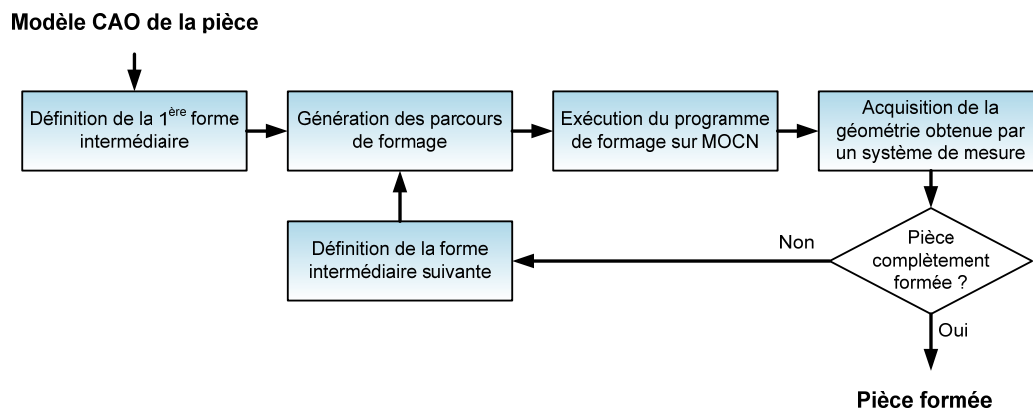 Modèle CAO de la pièce
Définition de la 1ère forme
intermédiaire
Génération des parcours
de formage
Exécution du programme
de formage sur MOCN
Acquisition de la
géométrie obtenue par
un système de mesure
Définition de la forme
intermédiaire suivante
Non
Pièce
complètement
formée ?
Oui
Pièce formée